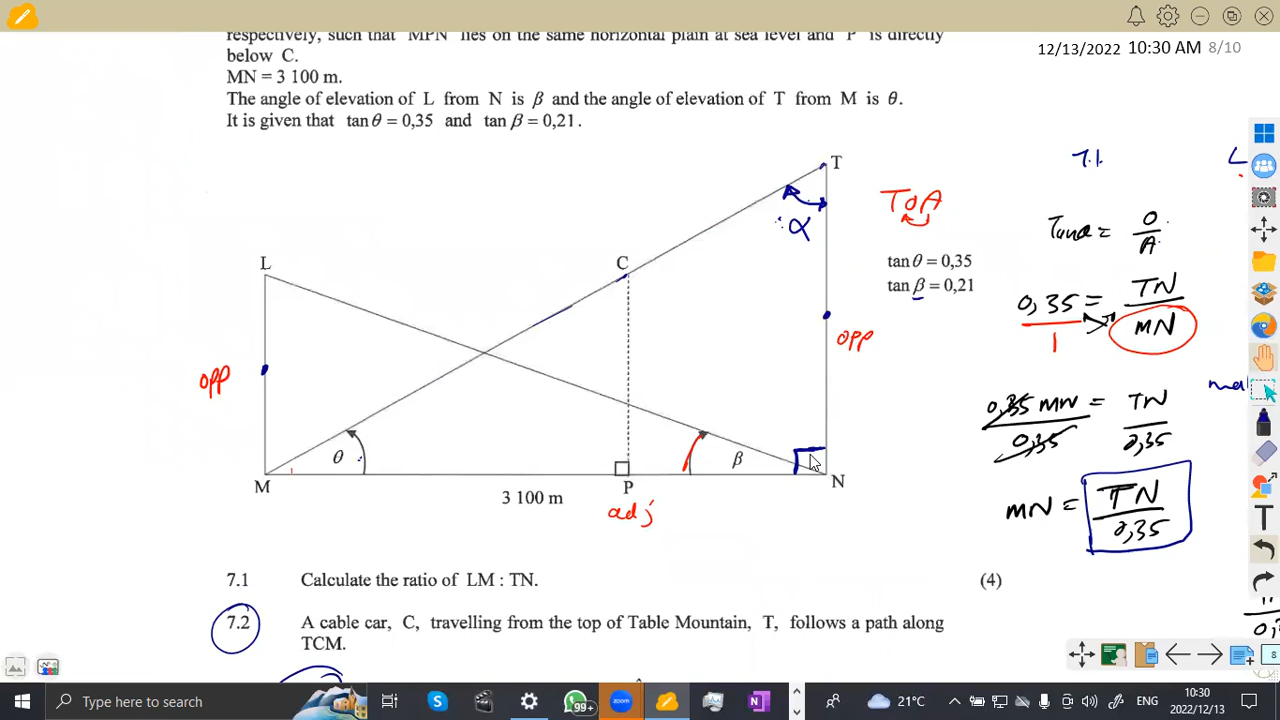 12/13/2022 10:30 AM 8/10
respectively, such that MPN lies on the same horizontal plain at sea level and P is directly
below C.
MN = 3 100 m.
The angle of elevation of L from N is β and the angle of elevation of T from M is θ.
It is given that tan θ = 0,35 and tan β = 0,21.
T
7.1.
L
TOA
α
Tanθ = O/A
L
C
tan θ = 0,35
tan β = 0,21
0,35/1 = TN/MN
opp
opp
0,35 MN/0,35 = TN/0,35
θ
β
M
P
N
3 100 m
adj
MN = TN/0,35
7.1 Calculate the ratio of LM : TN. (4)
7.2 A cable car, C, travelling from the top of Table Mountain, T, follows a path along
TCM.
T
8
Type here to search
99+
zoom
21°C
ENG
10:30
2022/12/13